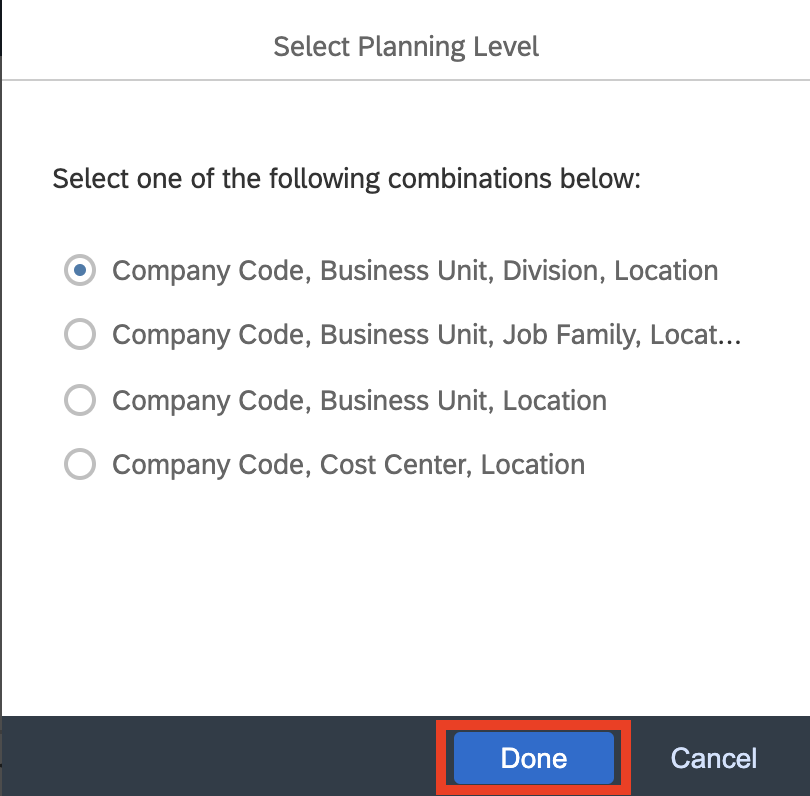 Select Planning Level
Select one of the following combinations below:
Company Code, Business Unit, Division, Location
Company Code, Business Unit, Job Family, Locat...
Company Code, Business Unit, Location
Company Code, Cost Center, Location
Done
Cancel